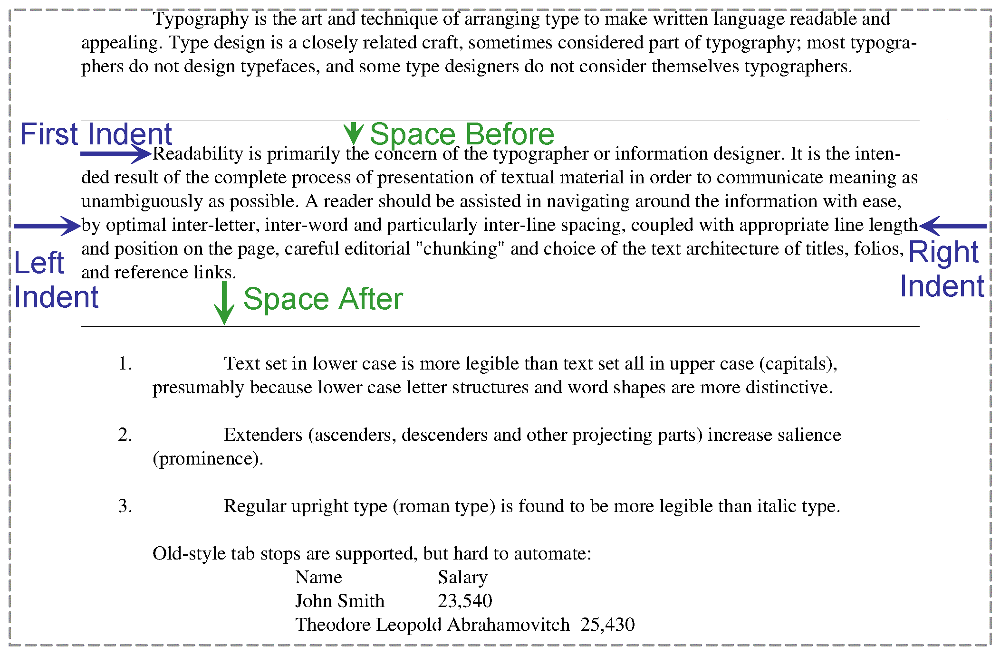 Typography is the art and technique of arranging type to make written language readable and
appealing. Type design is a closely related craft, sometimes considered part of typography; most typogra-
phers do not design typefaces, and some type designers do not consider themselves typographers.
First Indent
Space Before
Readability is primarily the concern of the typographer or information designer. It is the inten-
ded result of the complete process of presentation of textual material in order to communicate meaning as
unambiguously as possible. A reader should be assisted in navigating around the information with ease,
by optimal inter-letter, inter-word and particularly inter-line spacing, coupled with appropriate line length
and position on the page, careful editorial "chunking" and choice of the text architecture of titles, folios,
and reference links.
Left
Indent
Right
Indent
Space After
1. Text set in lower case is more legible than text set all in upper case (capitals),
presumably because lower case letter structures and word shapes are more distinctive.
2. Extenders (ascenders, descenders and other projecting parts) increase salience
(prominence).
3. Regular upright type (roman type) is found to be more legible than italic type.
Old-style tab stops are supported, but hard to automate:
Name Salary
John Smith 23,540
Theodore Leopold Abrahamovitch 25,430